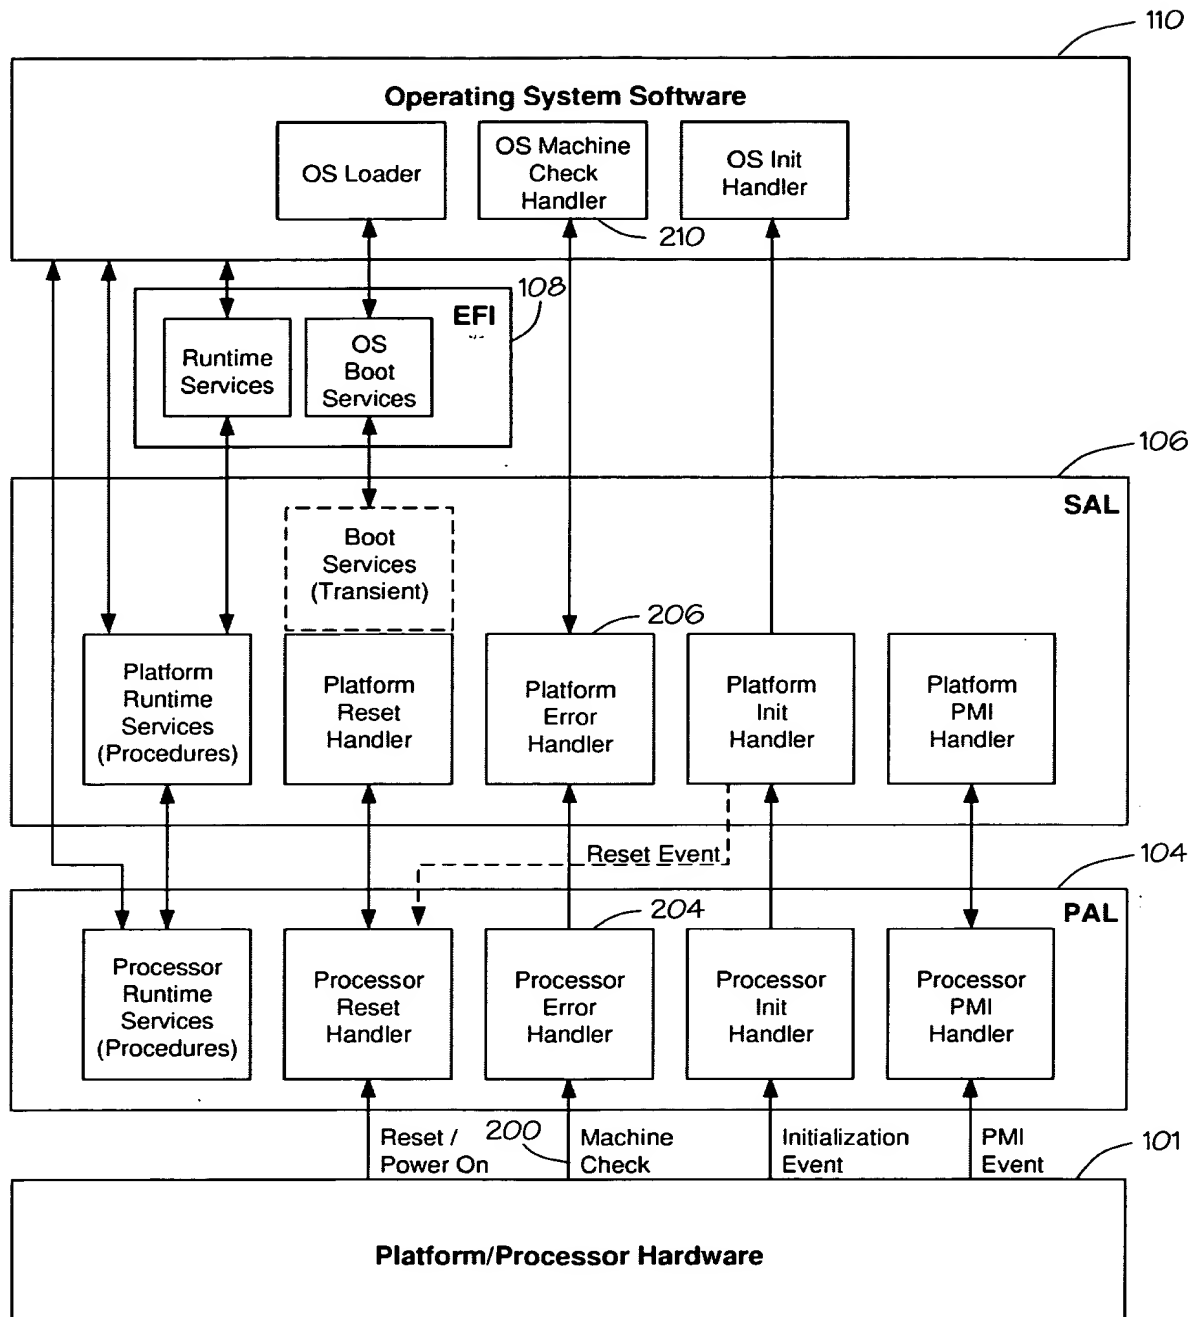 110
Operating System Software
OS Loader
OS Machine
Check
Handler
OS Init
Handler
210
108
EFI
Runtime
Services
OS
Boot
Services
106
SAL
Boot
Services
(Transient)
206
Platform
Runtime
Services
(Procedures)
Platform
Reset
Handler
Platform
Error
Handler
Platform
Init
Handler
Platform
PMI
Handler
Reset Event
104
PAL
204
Processor
Runtime
Services
(Procedures)
Processor
Reset
Handler
Processor
Error
Handler
Processor
Init
Handler
Processor
PMI
Handler
Reset /
Power On
200
Machine
Check
Initialization
Event
PMI
Event
101
Platform/Processor Hardware